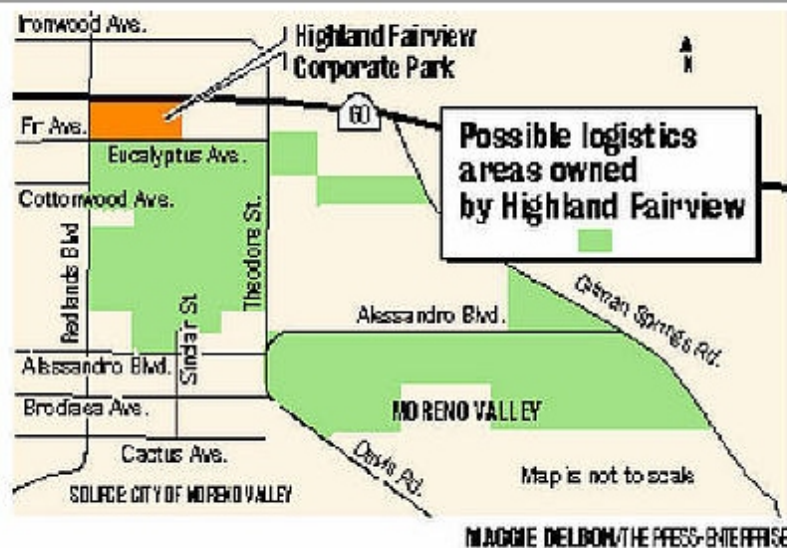 Ironwood Ave.
Highland Fairview
Corporate Park
N
60
Fir Ave.
Eucalyptus Ave.
Possible logistics
areas owned
by Highland Fairview
Cottonwood Ave.
Redlands Blvd
Theodore St.
Sinclair St.
Gilman Springs Rd.
Alessandro Blvd.
Alessandro Blvd.
Brodiaea Ave.
MORENO VALLEY
Cactus Ave.
Davis Rd.
Map is not to scale
SOURCE: CITY OF MORENO VALLEY
MAGGIE DELBON/THE PRESS-ENTERPRISE